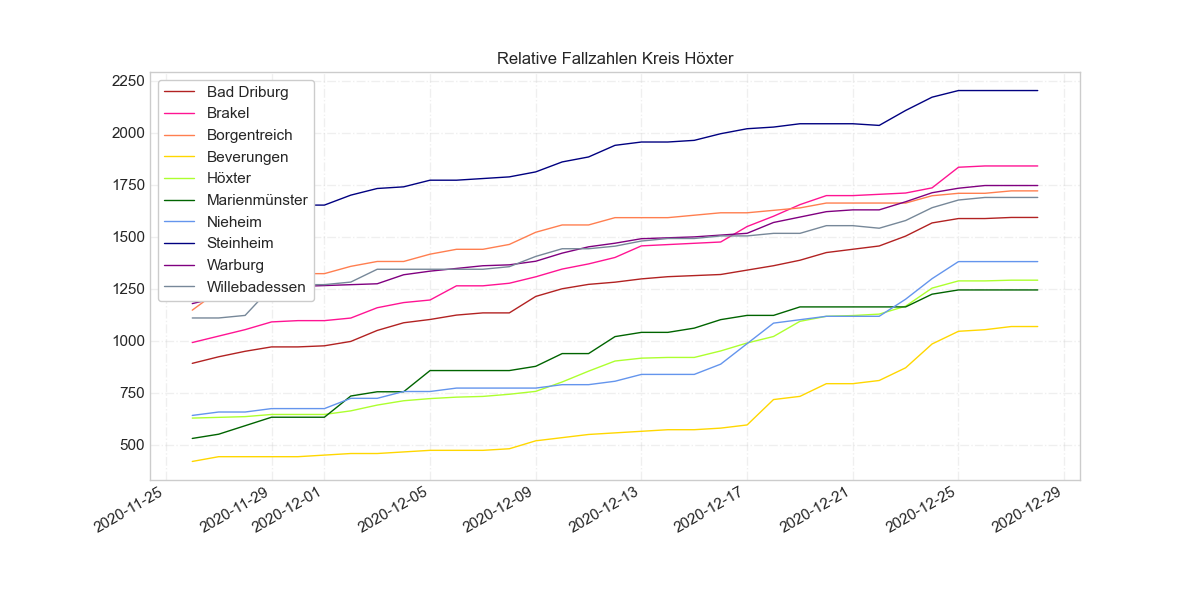 Relative Fallzahlen Kreis Höxter
2250
2000
1750
1500
1250
1000
750
500
Bad Driburg
Brakel
Borgentreich
Beverungen
Höxter
Marienmünster
Nieheim
Steinheim
Warburg
Willebadessen
2020-11-25
2020-11-29
2020-12-01
2020-12-05
2020-12-09
2020-12-13
2020-12-17
2020-12-21
2020-12-25
2020-12-29